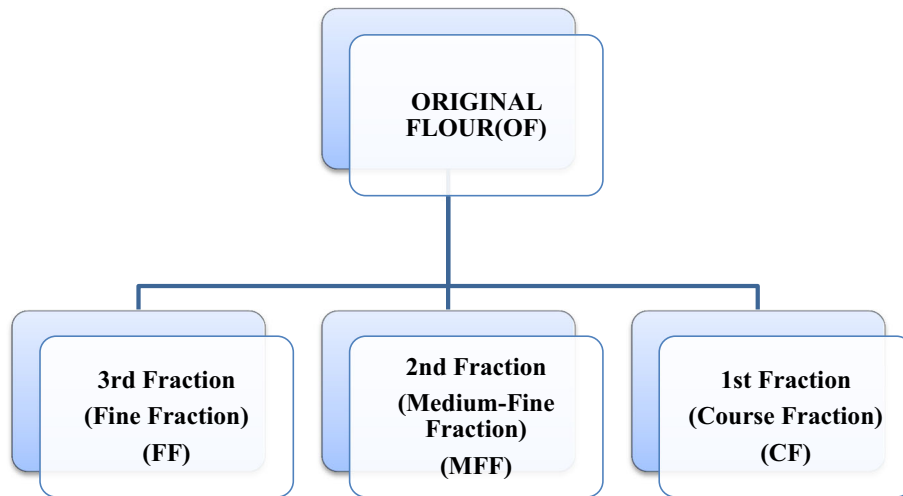 ORIGINAL
FLOUR(OF)
3rd Fraction
(Fine Fraction)
(FF)
2nd Fraction
(Medium-Fine
Fraction)
(MFF)
1st Fraction
(Course Fraction)
(CF)